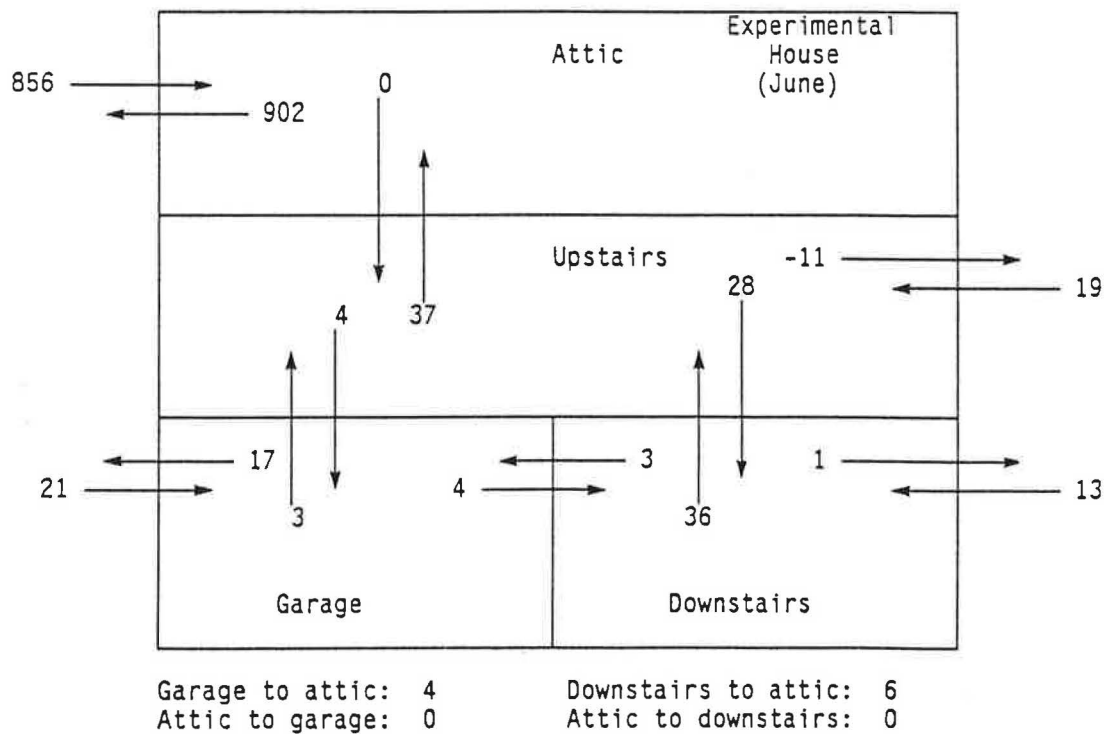 Experimental
House
(June)
Attic
856
0
902
Upstairs
-11
28
19
4
37
17
3
1
21
4
13
3
36
Garage
Downstairs
Garage to attic: 4
Downstairs to attic: 6
Attic to garage: 0
Attic to downstairs: 0